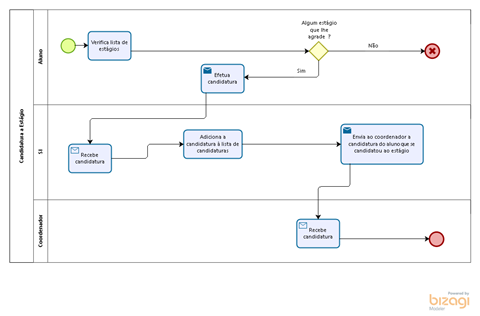 Candidatura a Estágio
Aluno
Verifica lista de
estágios
Algum estágio
que lhe
agrade ?
Não
Sim
Efetua
candidatura
SI
Recebe
candidatura
Adiciona a
candidatura à lista de
candidaturas
Envia ao coordenador a
candidatura do aluno que se
candidatou ao estágio
Coordenador
Recebe
candidatura
Powered by
bizagi
Modeler